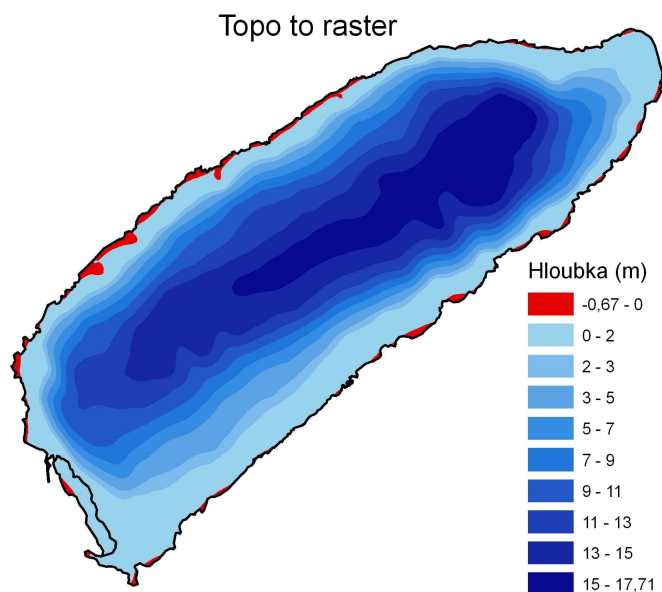 Topo to raster
Hloubka (m)
-0,67 - 0
0 - 2
2 - 3
3 - 5
5 - 7
7 - 9
9 - 11
11 - 13
13 - 15
15 - 17,71